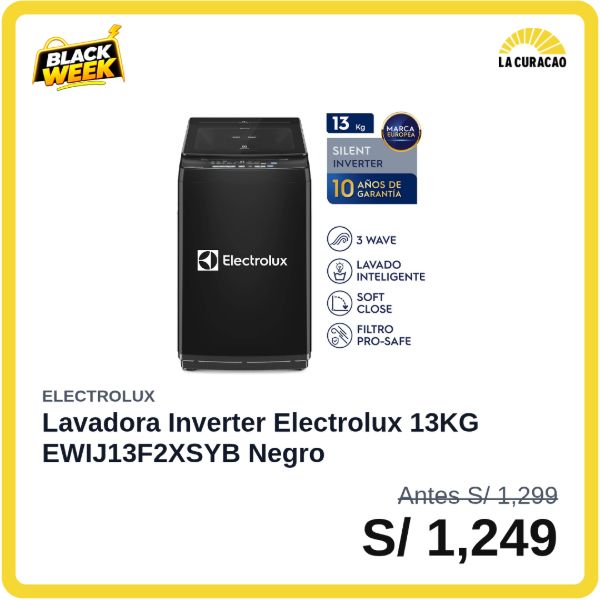 BLACK
WEEK
LA CURACAO
13 Kg
MARCA
EUROPEA
SILENT
INVERTER
10 AÑOS DE
GARANTÍA
Electrolux
3 WAVE
LAVADO
INTELIGENTE
SOFT
CLOSE
FILTRO
PRO-SAFE
ELECTROLUX
Lavadora Inverter Electrolux 13KG
EWIJ13F2XSYB Negro
Antes S/ 1,299
S/ 1,249